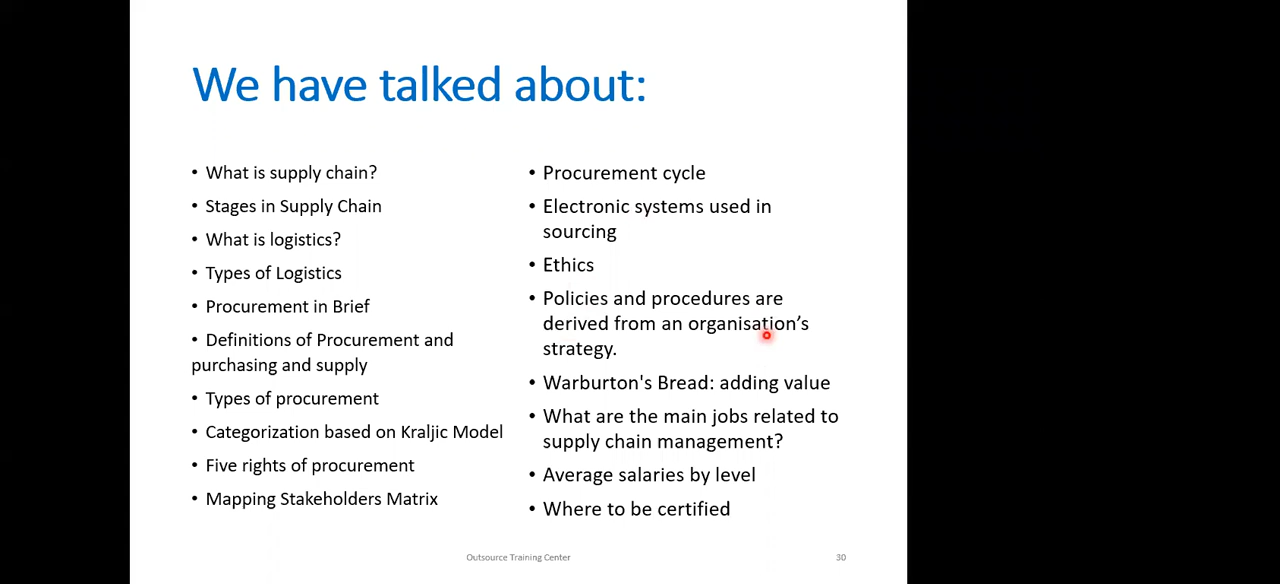 We have talked about:
• What is supply chain?
• Stages in Supply Chain
• What is logistics?
• Types of Logistics
• Procurement in Brief
• Definitions of Procurement and
purchasing and supply
• Types of procurement
• Categorization based on Kraljic Model
• Five rights of procurement
• Mapping Stakeholders Matrix
• Procurement cycle
• Electronic systems used in
sourcing
• Ethics
• Policies and procedures are
derived from an organisation’s
strategy.
• Warburton's Bread: adding value
• What are the main jobs related to
supply chain management?
• Average salaries by level
• Where to be certified
Outsource Training Center
30